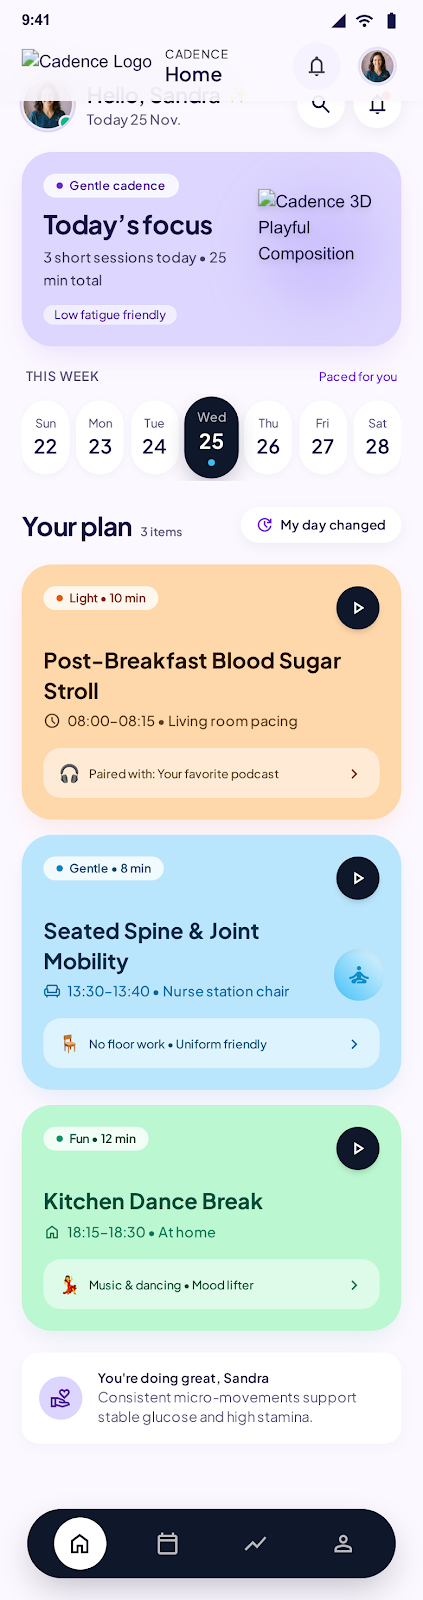 9:41
Cadence Logo
CADENCE
Home
Hello, Sandra ✨
Today 25 Nov.
Gentle cadence
Today's focus
3 short sessions today • 25
min total
Low fatigue friendly
Cadence 3D
Playful
Composition
THIS WEEK
Paced for you
Sun Mon Tue Wed Thu Fri Sat
22 23 24 25 26 27 28
Your plan 3 items
My day changed
Light • 10 min
Post-Breakfast Blood Sugar
Stroll
08:00–08:15 • Living room pacing
Paired with: Your favorite podcast
Gentle • 8 min
Seated Spine & Joint
Mobility
13:30–13:40 • Nurse station chair
No floor work • Uniform friendly
Fun • 12 min
Kitchen Dance Break
18:15–18:30 • At home
Music & dancing • Mood lifter
You're doing great, Sandra
Consistent micro-movements support
stable glucose and high stamina.